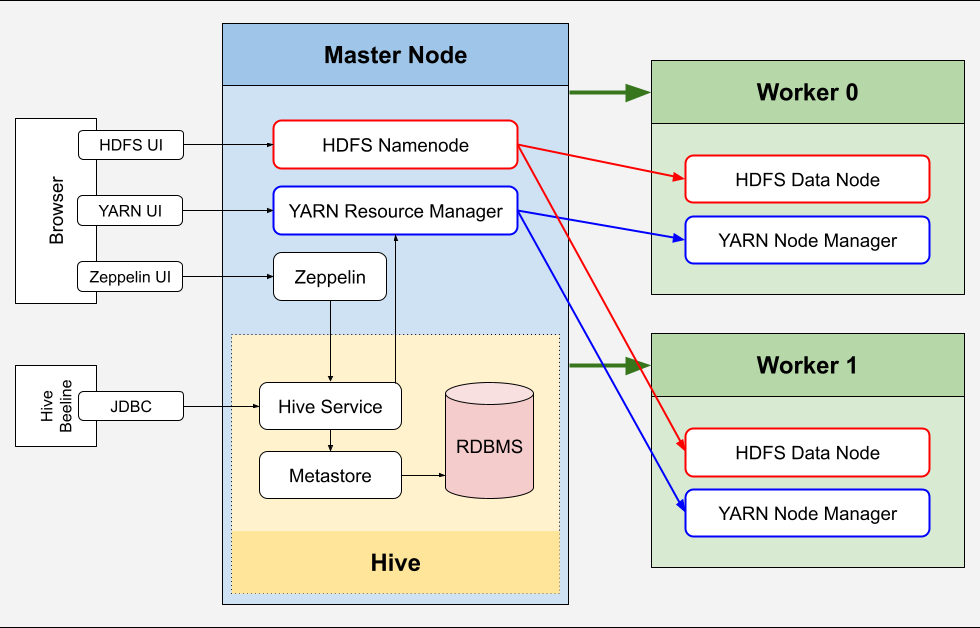 Master Node
Worker 0
HDFS UI
HDFS Namenode
HDFS Data Node
Browser
YARN UI
YARN Resource Manager
YARN Node Manager
Zeppelin UI
Zeppelin
Worker 1
Hive
Beeline
JDBC
Hive Service
RDBMS
HDFS Data Node
Metastore
YARN Node Manager
Hive